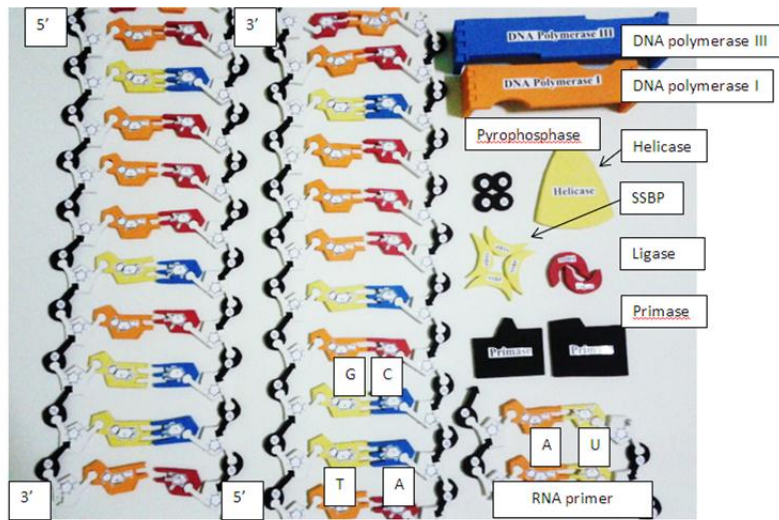 5'
3'
DNA Polymerase III
DNA polymerase III
DNA Polymerase I
DNA polymerase I
Pyrophosphase
Helicase
Helicase
SSBP
Ligase
Primase
Primase
G
C
A
U
T
A
RNA primer
3'
5'